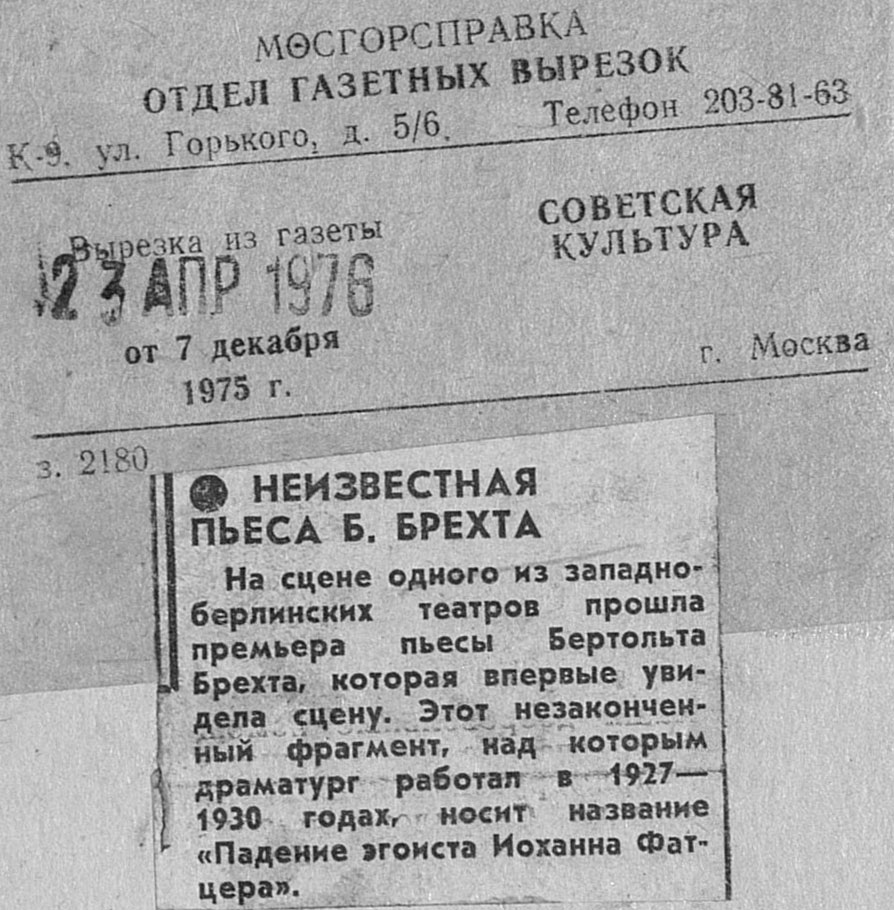 МОСГОРСПРАВКА
ОТДЕЛ ГАЗЕТНЫХ ВЫРЕЗОК
К-9. ул. Горького, д. 5/6. Телефон 203-81-63
Вырезка из газеты
СОВЕТСКАЯ
КУЛЬТУРА
23 АПР 1976
от 7 декабря
1975 г.
г. Москва
з. 2180
НЕИЗВЕСТНАЯ
ПЬЕСА Б. БРЕХТА
На сцене одного из западно-
берлинских театров прошла
премьера пьесы Бертольта
Брехта, которая впервые уви-
дела сцену. Этот незакончен-
ный фрагмент, над которым
драматург работал в 1927—
1930 годах, носит название
«Падение эгоиста Иоханна Фат-
цера».